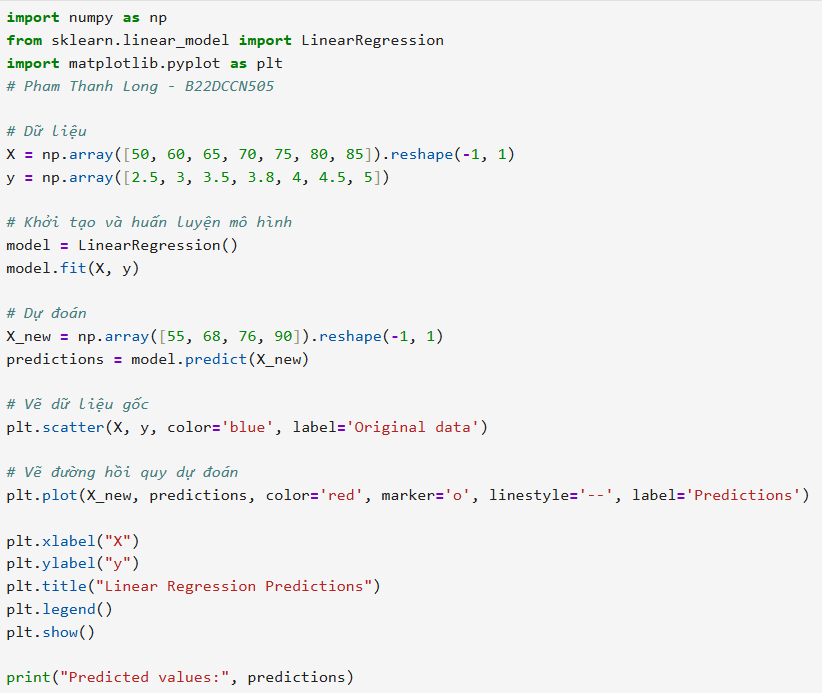 import numpy as np
from sklearn.linear_model import LinearRegression
import matplotlib.pyplot as plt
# Pham Thanh Long - B22DCCN505
# Dữ liệu
X = np.array([50, 60, 65, 70, 75, 80, 85]).reshape(-1, 1)
y = np.array([2.5, 3, 3.5, 3.8, 4, 4.5, 5])
# Khởi tạo và huấn luyện mô hình
model = LinearRegression()
model.fit(X, y)
# Dự đoán
X_new = np.array([55, 68, 76, 90]).reshape(-1, 1)
predictions = model.predict(X_new)
# Vẽ dữ liệu gốc
plt.scatter(X, y, color='blue', label='Original data')
# Vẽ đường hồi quy dự đoán
plt.plot(X_new, predictions, color='red', marker='o', linestyle='--', label='Predictions')
plt.xlabel("X")
plt.ylabel("y")
plt.title("Linear Regression Predictions")
plt.legend()
plt.show()
print("Predicted values:", predictions)